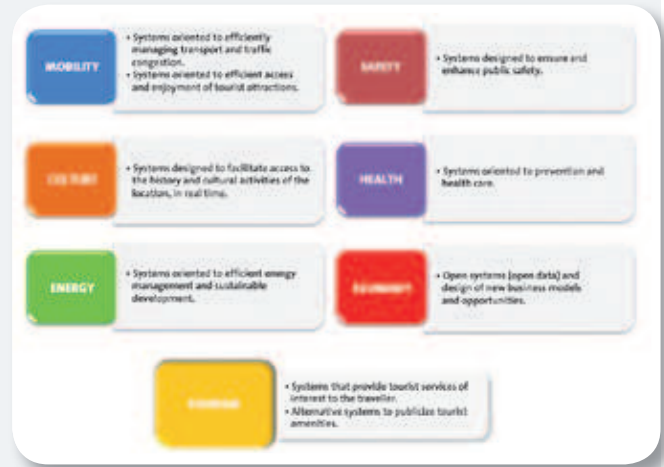 MOBILITY
• Systems oriented to efficiently
managing transport and traffic
congestion.
• Systems oriented to efficient access
and enjoyment of tourist attractions.
SAFETY
• Systems designed to ensure and
enhance public safety.
CULTURE
• Systems designed to facilitate access to
the history and cultural activities of the
location, in real time.
HEALTH
• Systems oriented to prevention and
health care.
ENERGY
• Systems oriented to efficient energy
management and sustainable
development.
ECONOMY
• Open systems (open data) and
design of new business models
and opportunities.
• Systems that provide tourist services of
interest to the traveller.
• Alternative systems to publicize tourist
amenities.